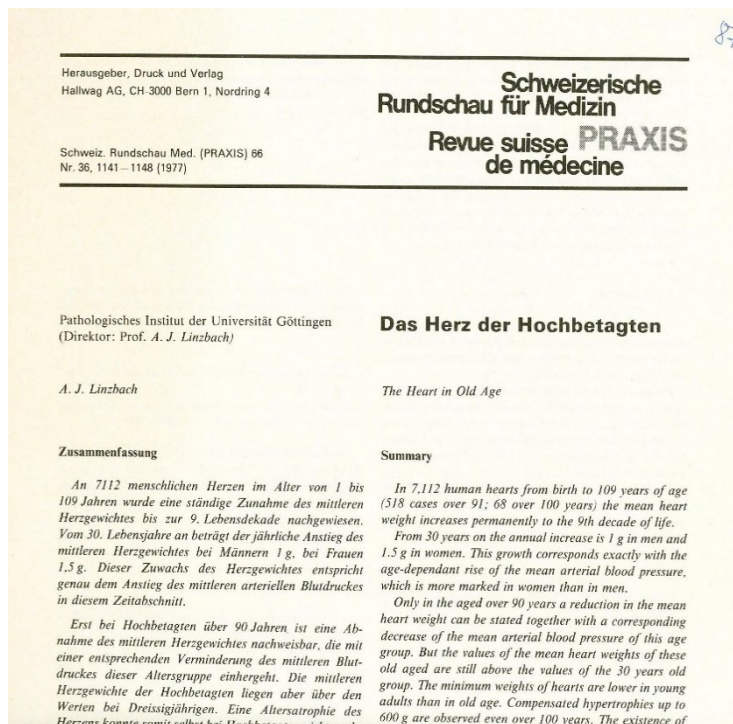 Herausgeber, Druck und Verlag
Hallwag AG, CH-3000 Bern 1, Nordring 4
Schweiz. Rundschau Med. (PRAXIS) 66
Nr. 36, 1141–1148 (1977)
Schweizerische
Rundschau für Medizin
Revue suisse PRAXIS
de médecine
Pathologisches Institut der Universität Göttingen
(Direktor: Prof. A. J. Linzbach)
A. J. Linzbach
Zusammenfassung
An 7112 menschlichen Herzen im Alter von 1 bis
109 Jahren wurde eine ständige Zunahme des mittleren
Herzgewichtes bis zur 9. Lebensdekade nachgewiesen.
Vom 30. Lebensjahre an beträgt der jährliche Anstieg des
mittleren Herzgewichtes bei Männern 1 g, bei Frauen
1,5 g. Dieser Zuwachs des Herzgewichtes entspricht
genau dem Anstieg des mittleren arteriellen Blutdruckes
in diesem Zeitabschnitt.
Erst bei Hochbetagten über 90 Jahren ist eine Ab-
nahme des mittleren Herzgewichtes nachweisbar, die mit
einer entsprechenden Verminderung des mittleren Blut-
druckes dieser Altersgruppe einhergeht. Die mittleren
Herzgewichte der Hochbetagten liegen aber über den
Werten bei Dreissigjährigen. Eine Altersatrophie des
Herzens konnte somit selbst bei
Das Herz der Hochbetagten
The Heart in Old Age
Summary
In 7,112 human hearts from birth to 109 years of age
(518 cases over 91; 68 over 100 years) the mean heart
weight increases permanently to the 9th decade of life.
From 30 years on the annual increase is 1 g in men and
1.5 g in women. This growth corresponds exactly with the
age-dependant rise of the mean arterial blood pressure,
which is more marked in women than in men.
Only in the aged over 90 years a reduction in the mean
heart weight can be stated together with a corresponding
decrease of the mean arterial blood pressure of this age
group. But the values of the mean heart weights of these
old aged are still above the values of the 30 years old
group. The minimum weights of hearts are lower in young
adults than in old age. Compensated hypertrophies up to
600 g are observed even over 100 years. The existence of